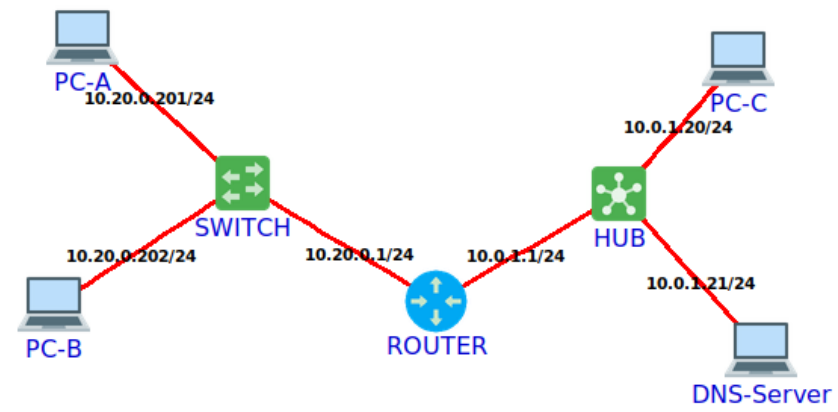 PC-A
10.20.0.201/24
PC-C
10.0.1.20/24
SWITCH
HUB
10.20.0.202/24
10.20.0.1/24
10.0.1.1/24
10.0.1.21/24
PC-B
ROUTER
DNS-Server